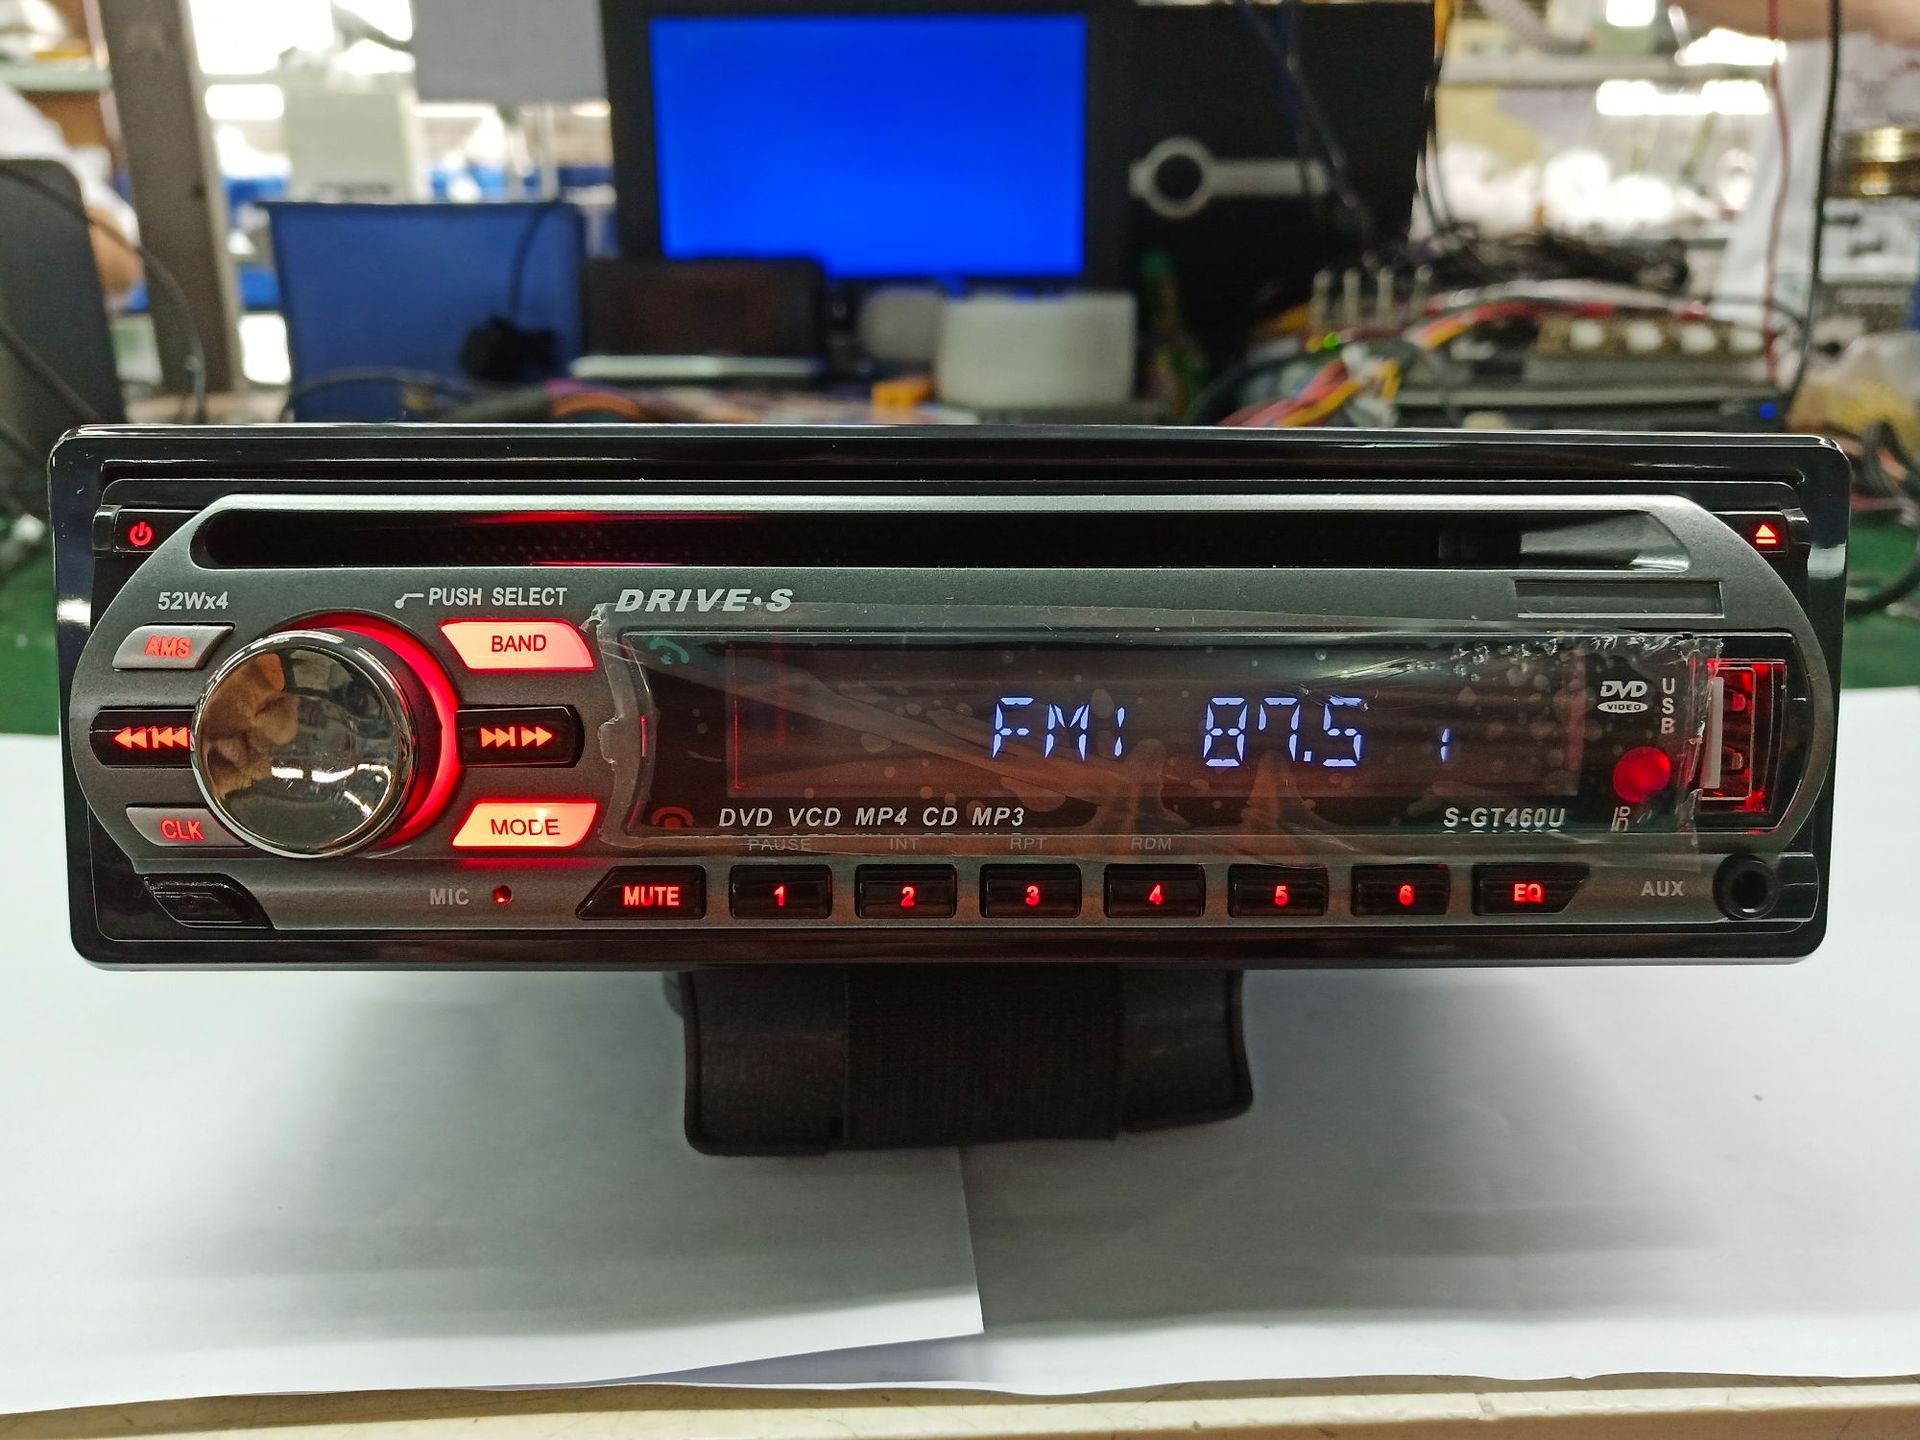 52Wx4
PUSH SELECT
DRIVE·S
AMS
BAND
FM1 87.5 1
DVD
VIDEO
USB
CLK
MODE
DVD VCD MP4 CD MP3
S-GT460U
PAUSE INT RPT RDM
MIC
MUTE 1 2 3 4 5 6 EQ
AUX